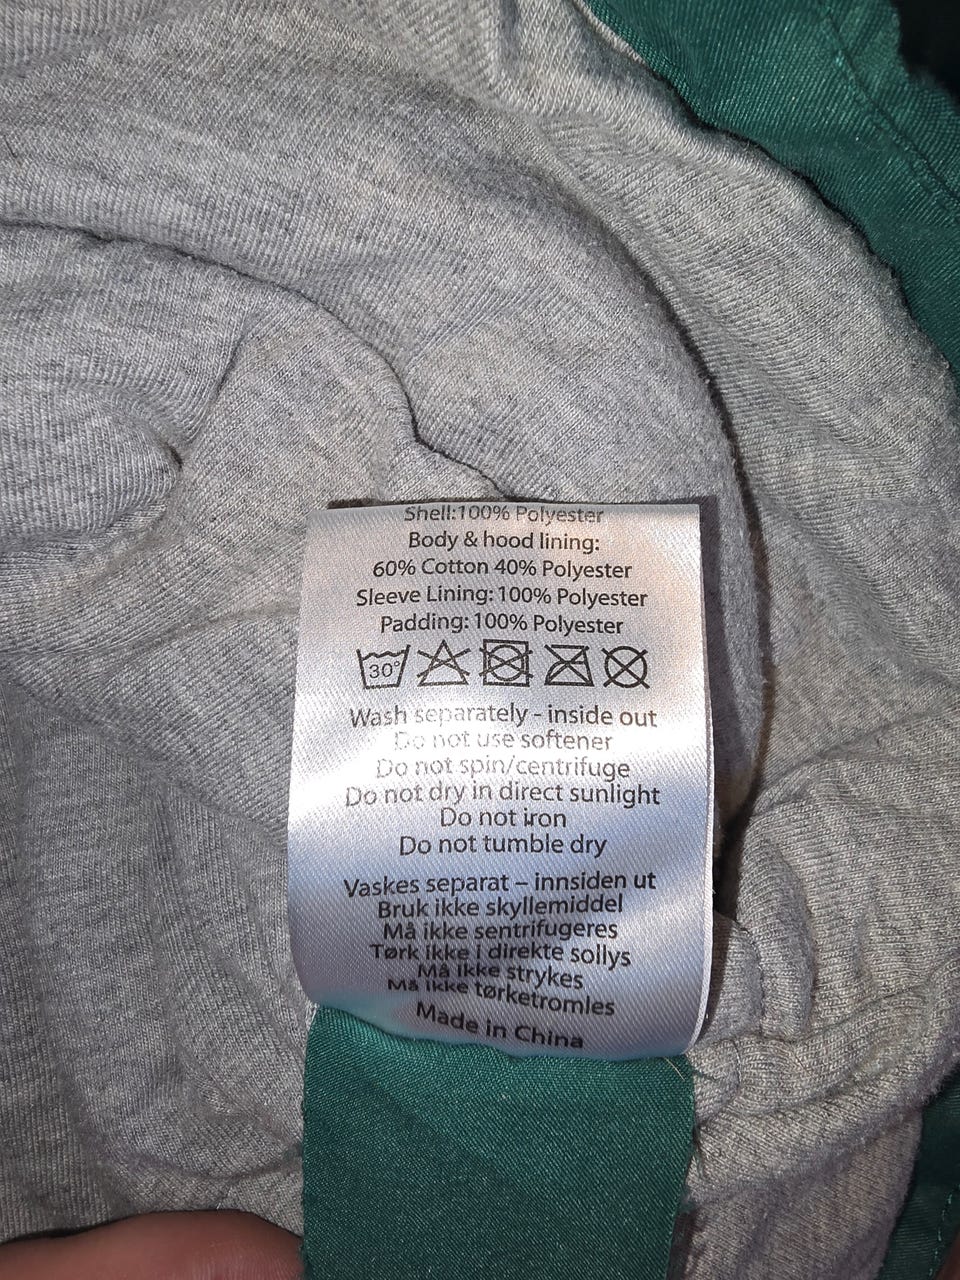 Shell:100% Polyester
Body & hood lining:
60% Cotton 40% Polyester
Sleeve Lining: 100% Polyester
Padding: 100% Polyester
30°
Wash separately - inside out
Do not use softener
Do not spin/centrifuge
Do not dry in direct sunlight
Do not iron
Do not tumble dry
Vaskes separat – innsiden ut
Bruk ikke skyllemiddel
Må ikke sentrifugeres
Tørk ikke i direkte sollys
Må ikke strykes
Må ikke tørketromles
Made in China